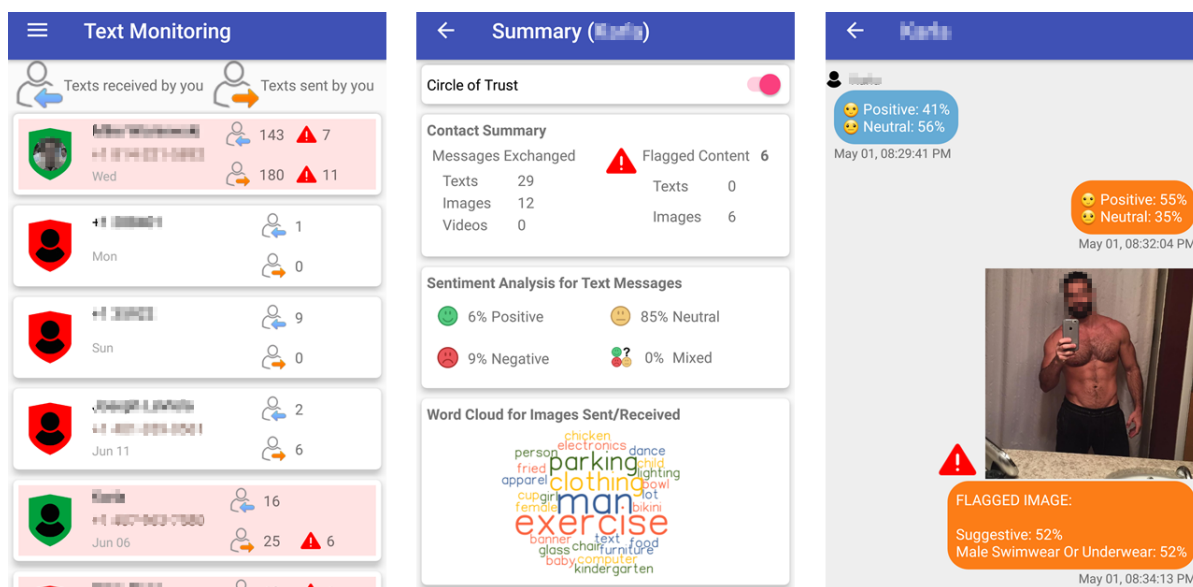 Text Monitoring
Texts received by you
Texts sent by you
143 7
Wed
180 11
1
Mon
0
9
Sun
0
2
Jun 11
6
16
Jun 06
25 6
Summary (
)
Circle of Trust
Contact Summary
Messages Exchanged
Flagged Content 6
Texts 29
Texts 0
Images 12
Images 6
Videos 0
Sentiment Analysis for Text Messages
6% Positive
85% Neutral
9% Negative
? 0% Mixed
Word Cloud for Images Sent/Received
chicken
electronics
person
dance
parking
child
fried
lighting
apparel
clothing
bowl
cup
girl
man
lot
female
bikini
exercise
banner
text
food
glass
chair
furniture
baby
computer
kindergarten
Positive: 41%
Neutral: 56%
May 01, 08:29:41 PM
Positive: 55%
Neutral: 35%
May 01, 08:32:04 PM
FLAGGED IMAGE:
Suggestive: 52%
Male Swimwear Or Underwear: 52%
May 01, 08:34:13 PM